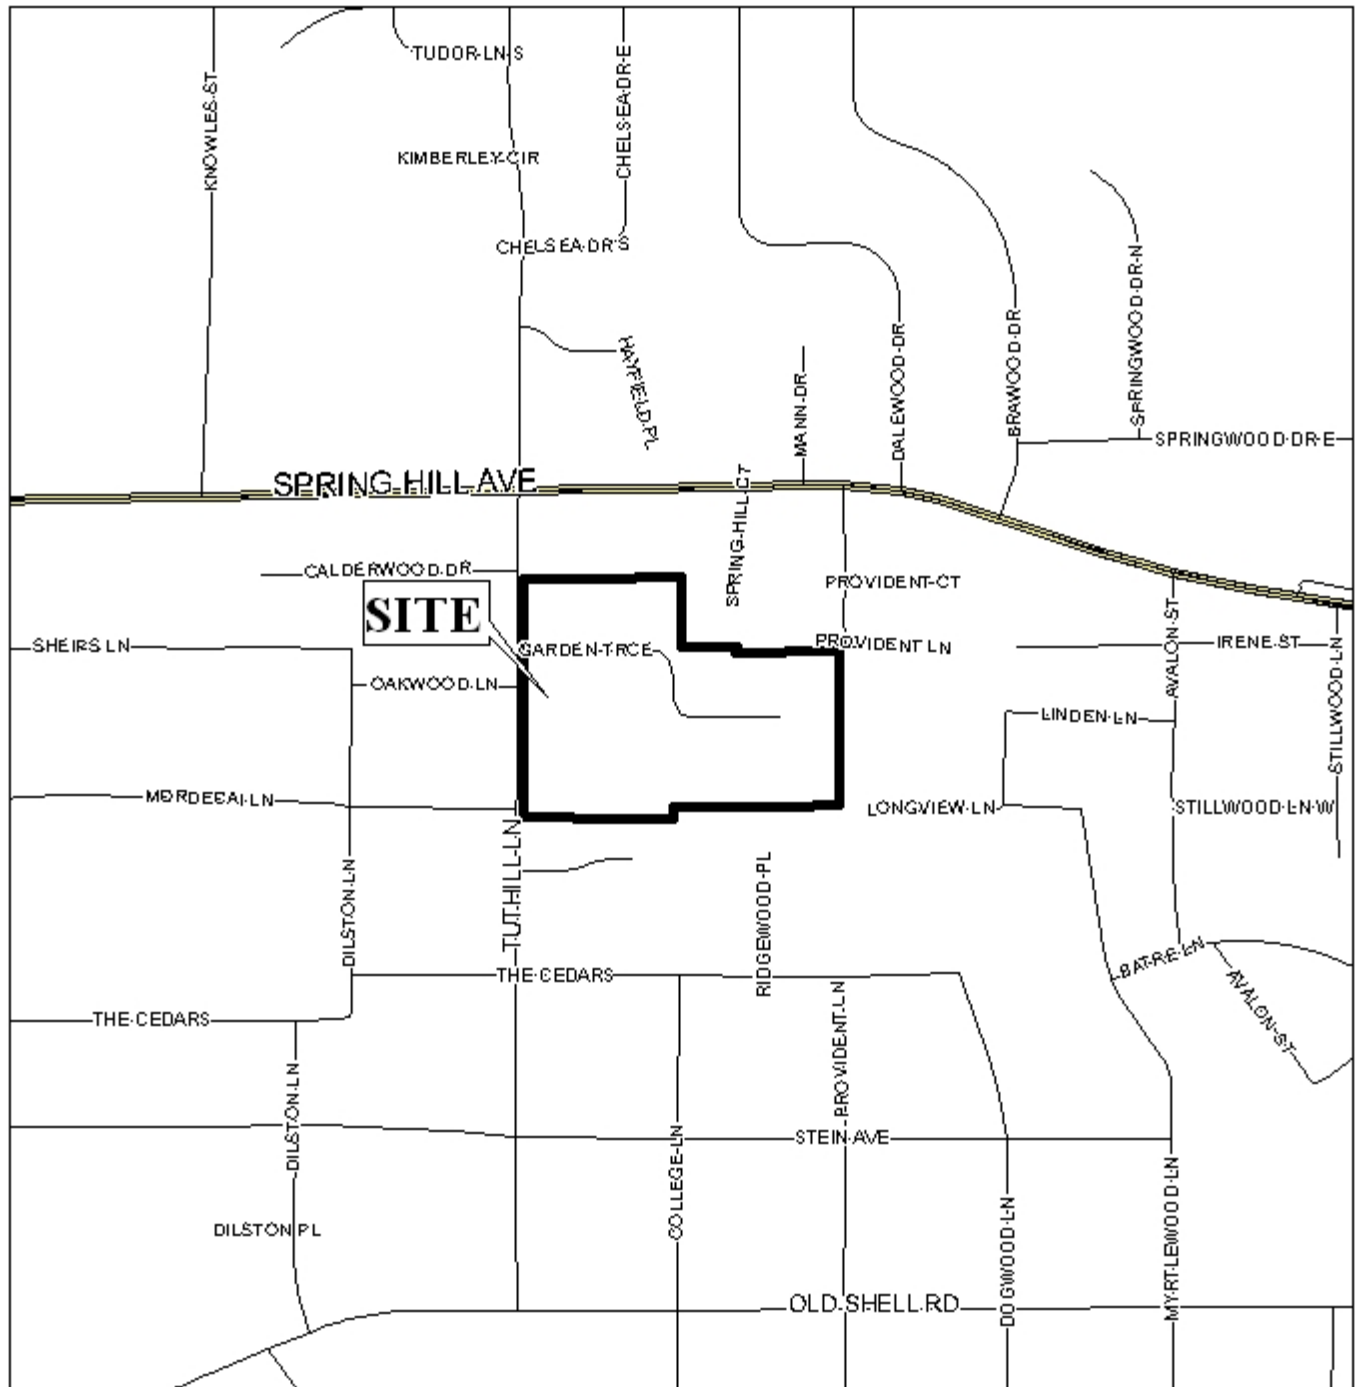 TUDOR LN S
KNOWLES ST
CHELSEA DR E
KIMBERLEY CIR
CHELSEA DR S
SPRINGWOOD DR N
HAYFIELD PL
MANN DR
DALEWOOD DR
BRAWOOD DR
SPRINGWOOD DR E
SPRING HILL AVE
SPRING HILL CT
CALDERWOOD DR
PROVIDENT CT
SITE
SHEIRS LN
GARDEN TRCE
PROVIDENT LN
AVALON ST
IRENE ST
STILLWOOD LN
OAKWOOD LN
LINDEN LN
MORDECAI LN
LONGVIEW LN
STILLWOOD LN W
TUTHILL LN
DILSTON LN
RIDGEWOOD PL
BATRE LN
THE CEDARS
AVALON ST
THE CEDARS
PROVIDENT LN
DILSTON LN
STEIN AVE
COLLEGE LN
DILSTON PL
DOGWOOD LN
MYRTLEWOOD LN
OLD SHELL RD